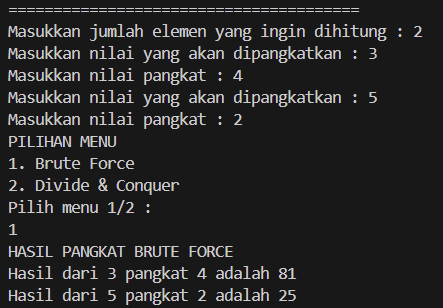 =======================================
Masukkan jumlah elemen yang ingin dihitung : 2
Masukkan nilai yang akan dipangkatkan : 3
Masukkan nilai pangkat : 4
Masukkan nilai yang akan dipangkatkan : 5
Masukkan nilai pangkat : 2
PILIHAN MENU
1. Brute Force
2. Divide & Conquer
Pilih menu 1/2 :
1
HASIL PANGKAT BRUTE FORCE
Hasil dari 3 pangkat 4 adalah 81
Hasil dari 5 pangkat 2 adalah 25